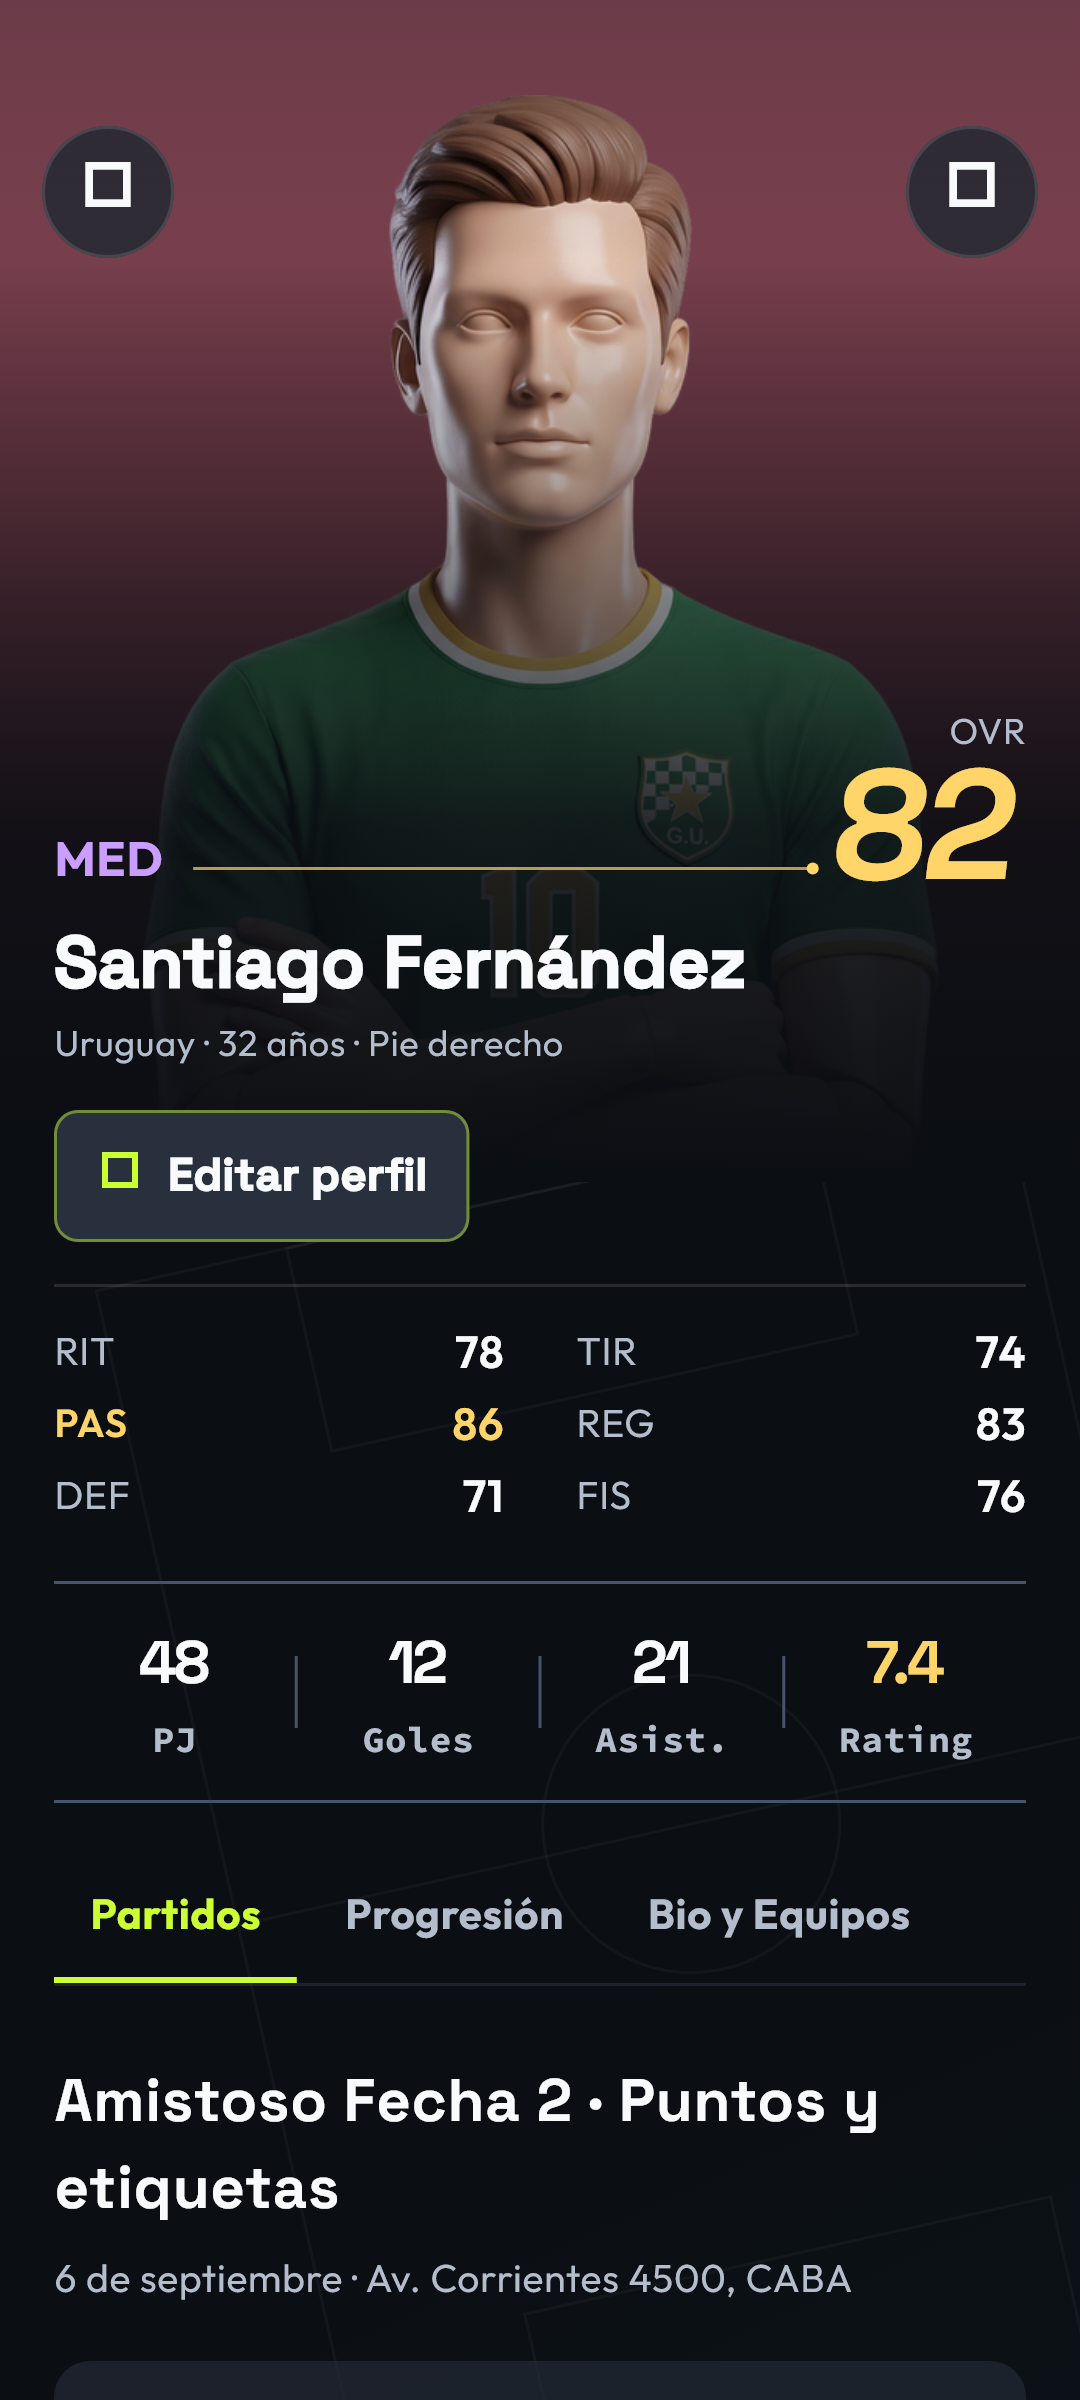 OVR
82
MED
G.U.
10
Santiago Fernández
Uruguay · 32 años · Pie derecho
Editar perfil
RIT 78 TIR 74
PAS 86 REG 83
DEF 71 FIS 76
48 12 21 7.4
PJ Goles Asist. Rating
Partidos Progresión Bio y Equipos
Amistoso Fecha 2 · Puntos y
etiquetas
6 de septiembre · Av. Corrientes 4500, CABA